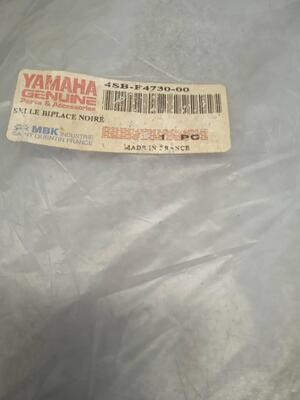 YAMAHA
GENUINE
Parts & Accessories
4SB-F4730-00
SELLE BIPLACE NOIRE
MBK INDUSTRIE
SAINT QUENTIN FRANCE
1 PC
MADE IN FRANCE